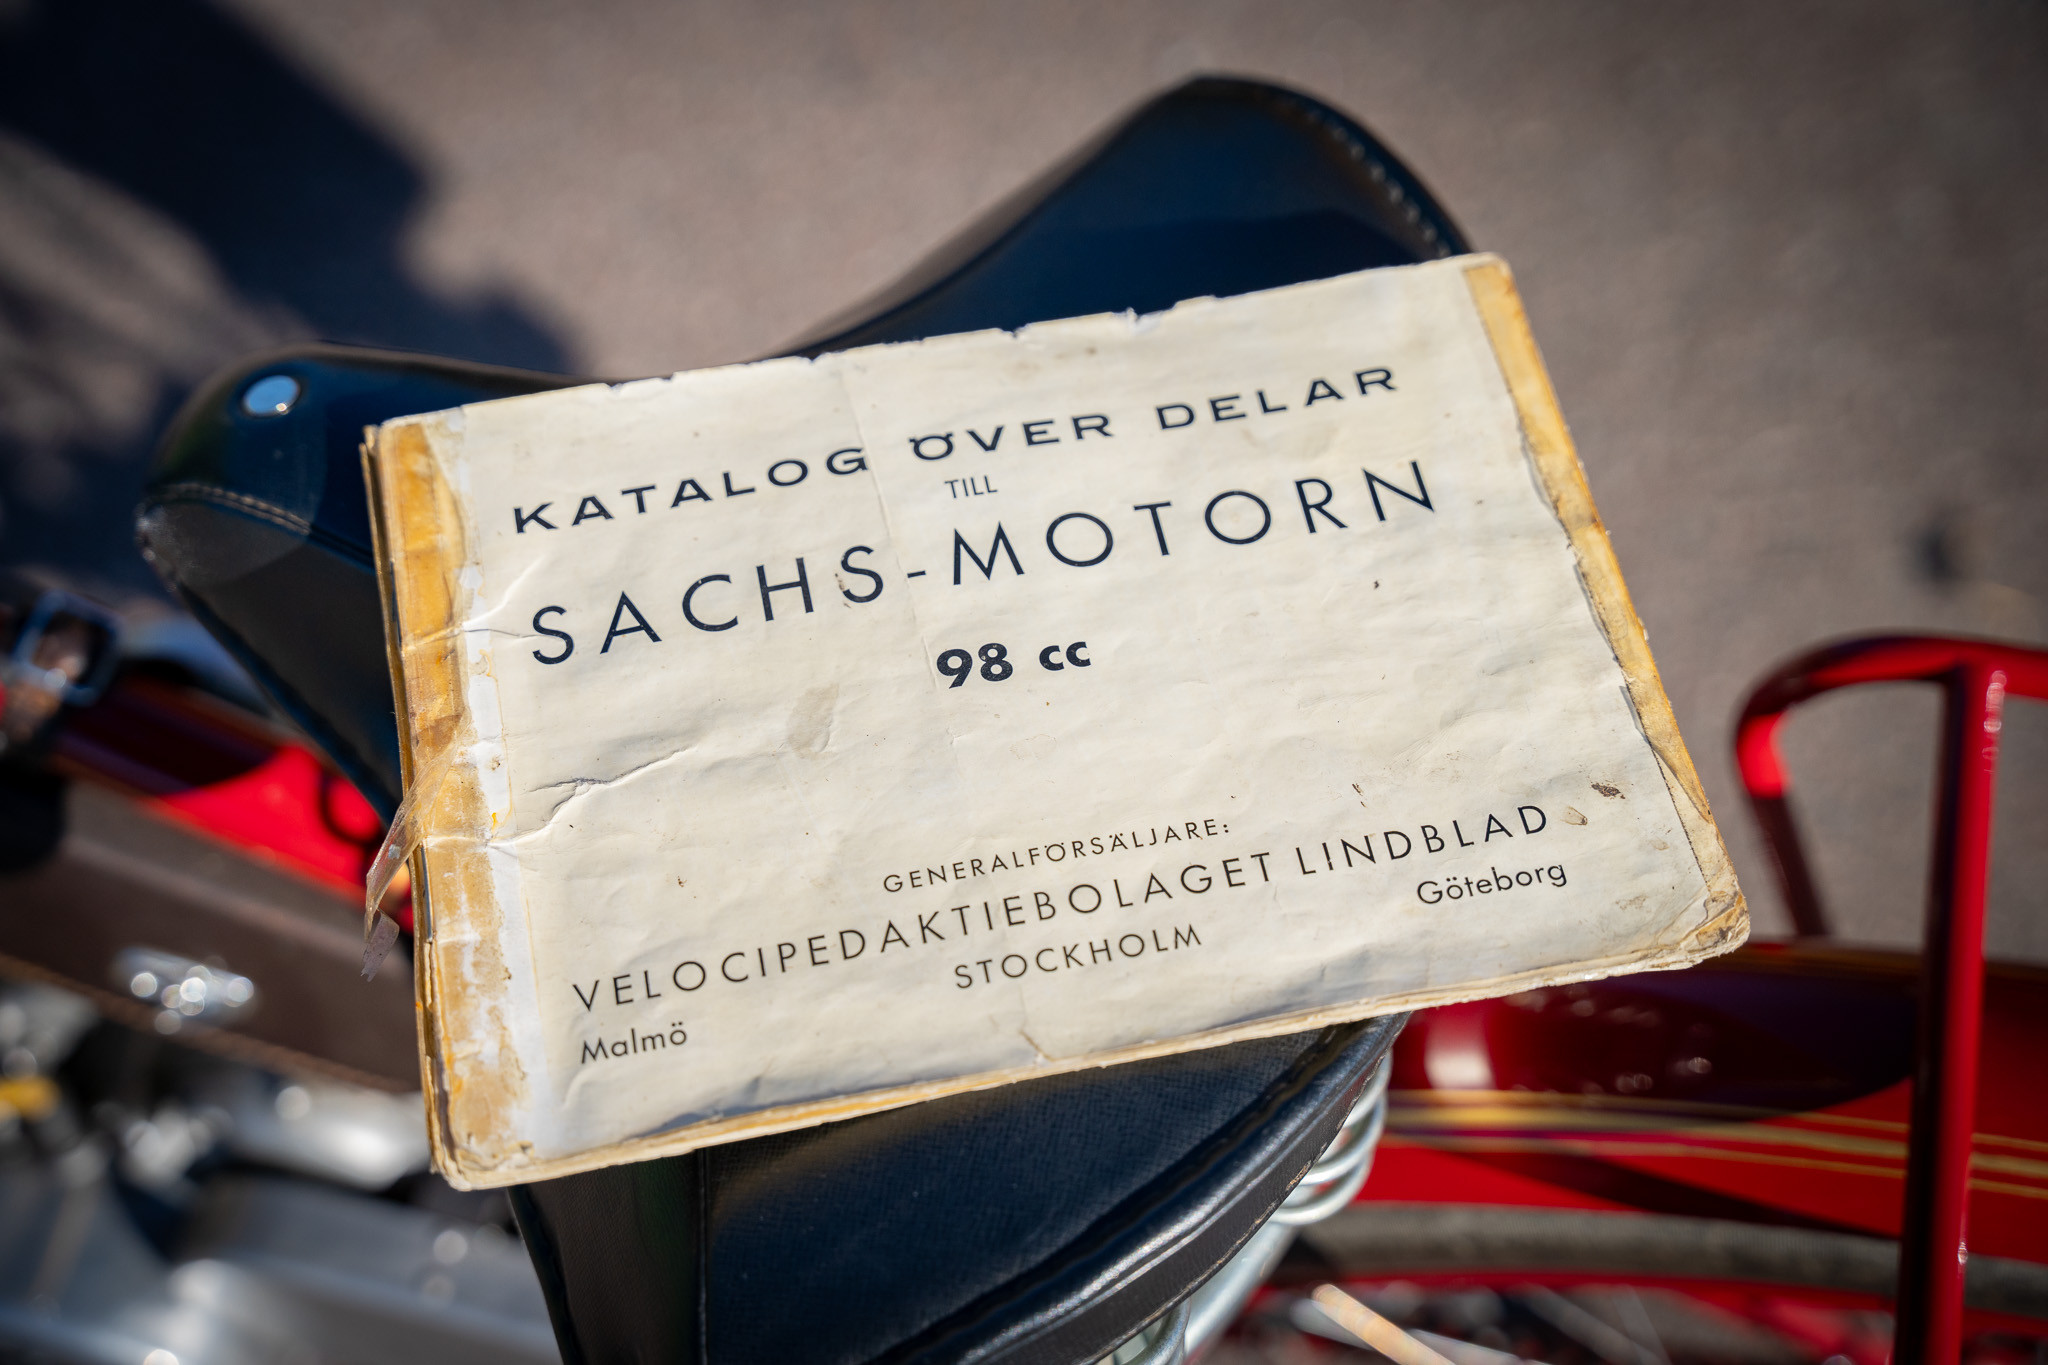 KATALOG ÖVER DELAR
TILL
SACHS-MOTORN
98 cc
GENERALFÖRSÄLJARE:
VELOCIPEDAKTIEBOLAGET LINDBLAD
Malmö STOCKHOLM Göteborg